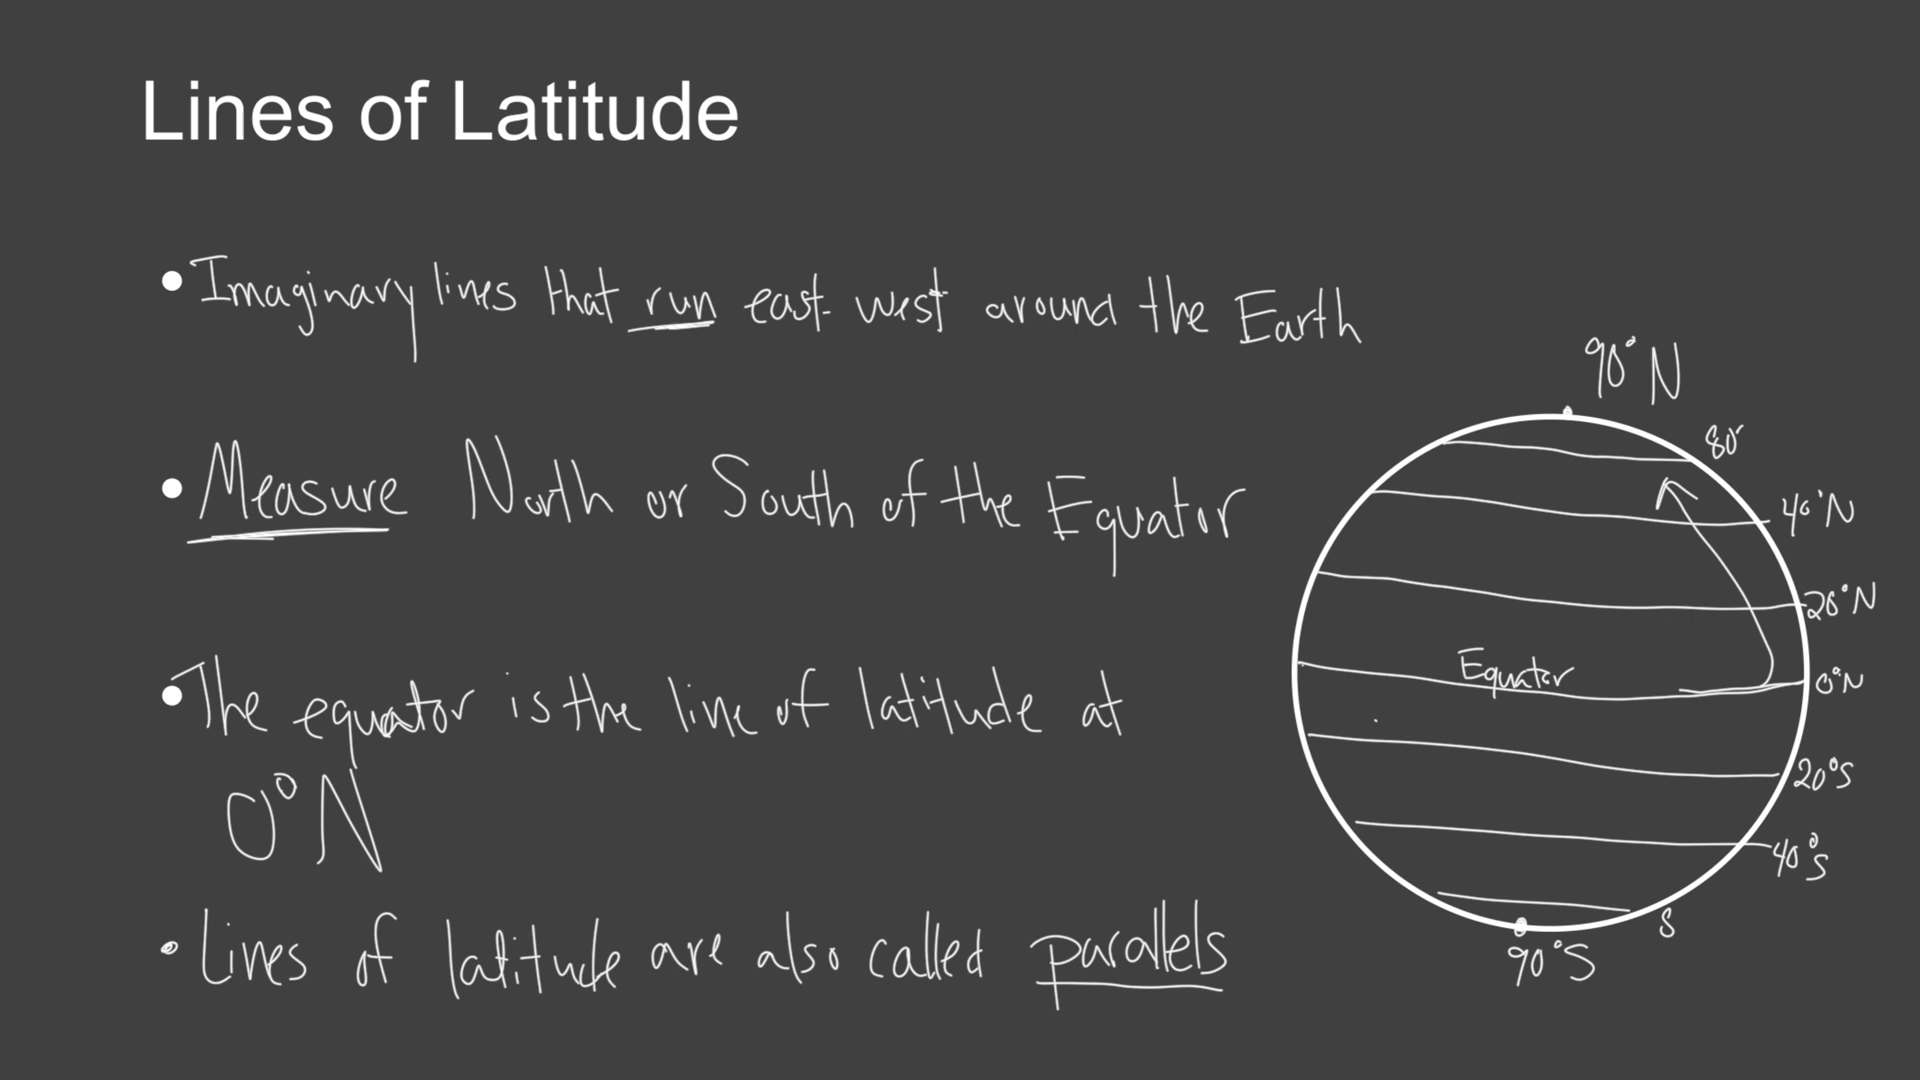 Lines of Latitude
• Imaginary lines that run east-west around the Earth
• Measure North or South of the Equator
• The equator is the line of latitude at
0°N
• Lines of latitude are also called parallels
90°N
80°
40°N
20°N
Equator
0°N
20°S
40°S
S
90°S